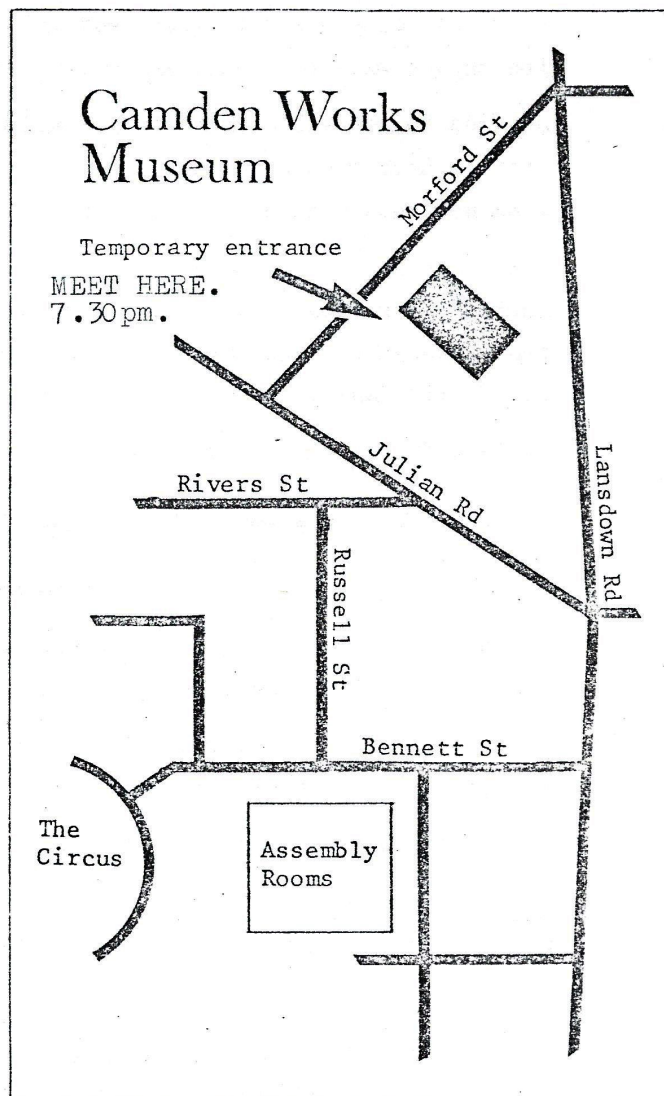 Camden Works
Museum
Morford St
Temporary entrance
MEET HERE.
7.30pm.
Julian Rd
Lansdown Rd
Rivers St
Russell St
Bennett St
The
Circus
Assembly
Rooms